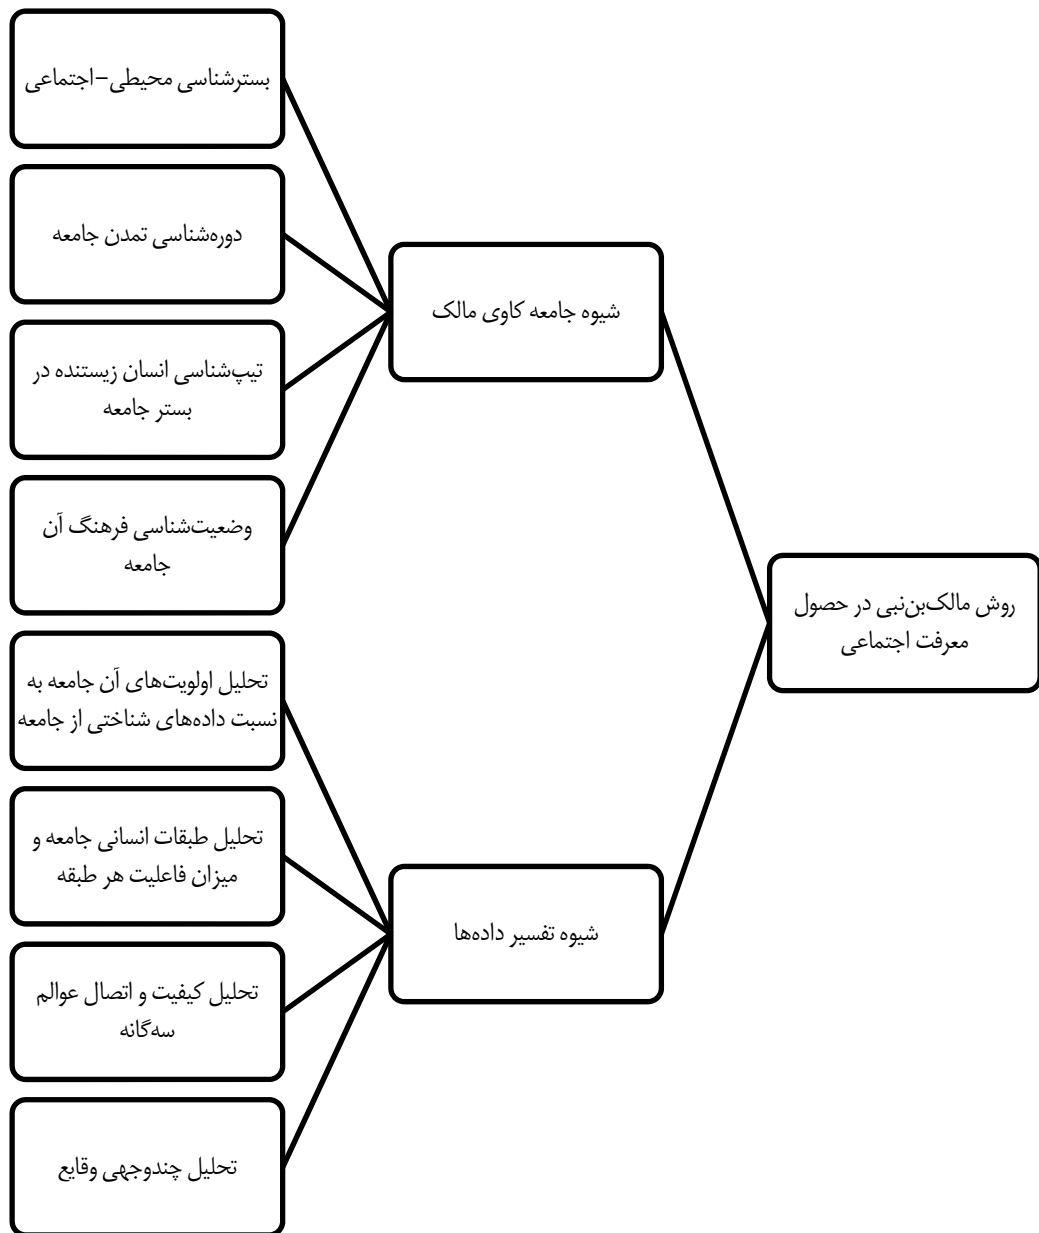 روش مالک‌بن‌نبی در حصول
معرفت اجتماعی
شیوه جامعه کاوی مالک
بسترشناسی محیطی-اجتماعی
دوره‌شناسی تمدن جامعه
تیپ‌شناسی انسان زیستنده در
بستر جامعه
وضعیت‌شناسی فرهنگ آن
جامعه
شیوه تفسیر داده‌ها
تحلیل اولویت‌های آن جامعه به
نسبت داده‌های شناختی از جامعه
تحلیل طبقات انسانی جامعه و
میزان فاعلیت هر طبقه
تحلیل کیفیت و اتصال عوالم
سه‌گانه
تحلیل چندوجهی وقایع